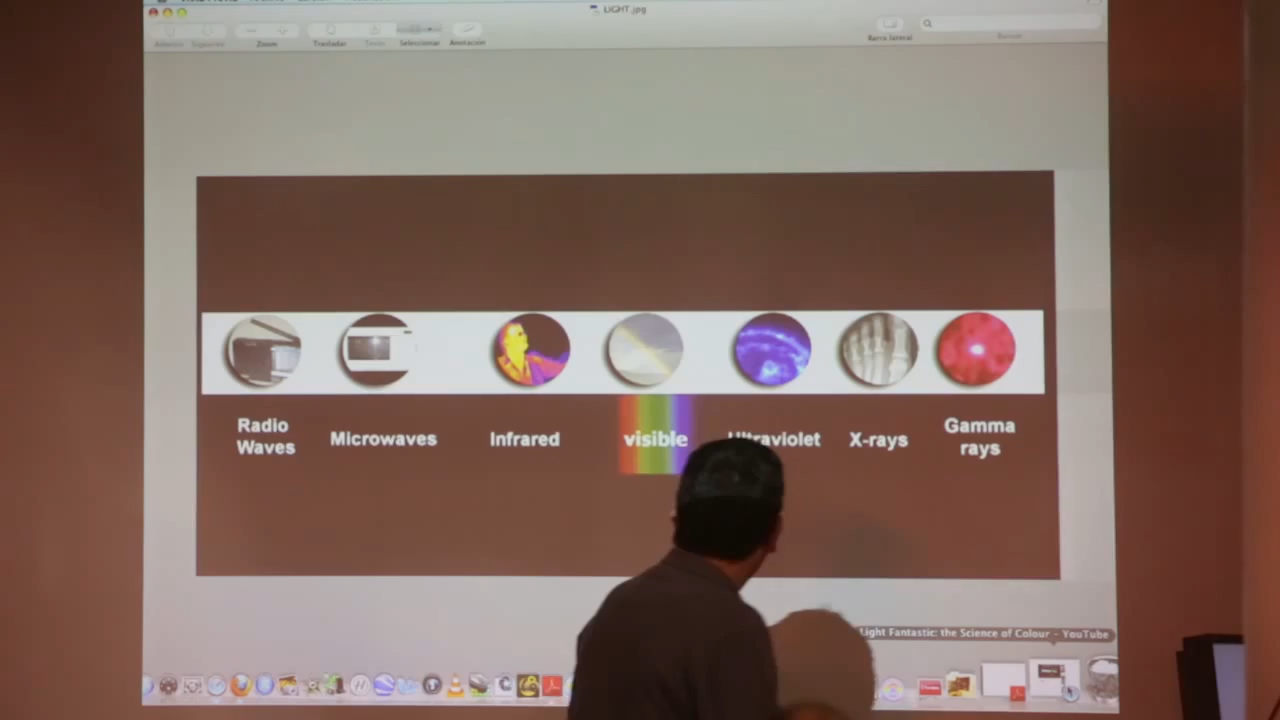 LIGHT.jpg
Zoom
Trasladar
Texto
Seleccionar
Anotación
Barra lateral
Buscar
Radio
Waves
Microwaves
Infrared
visible
Ultraviolet
X-rays
Gamma
rays
Light Fantastic: the Science of Colour – YouTube